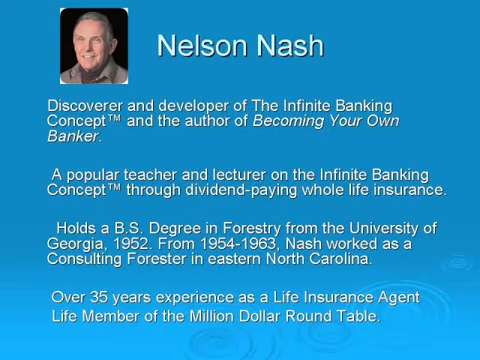 Nelson Nash
Discoverer and developer of The Infinite Banking
Concept™ and the author of Becoming Your Own
Banker.
A popular teacher and lecturer on the Infinite Banking
Concept™ through dividend-paying whole life insurance.
Holds a B.S. Degree in Forestry from the University of
Georgia, 1952. From 1954-1963, Nash worked as a
Consulting Forester in eastern North Carolina.
Over 35 years experience as a Life Insurance Agent
Life Member of the Million Dollar Round Table.